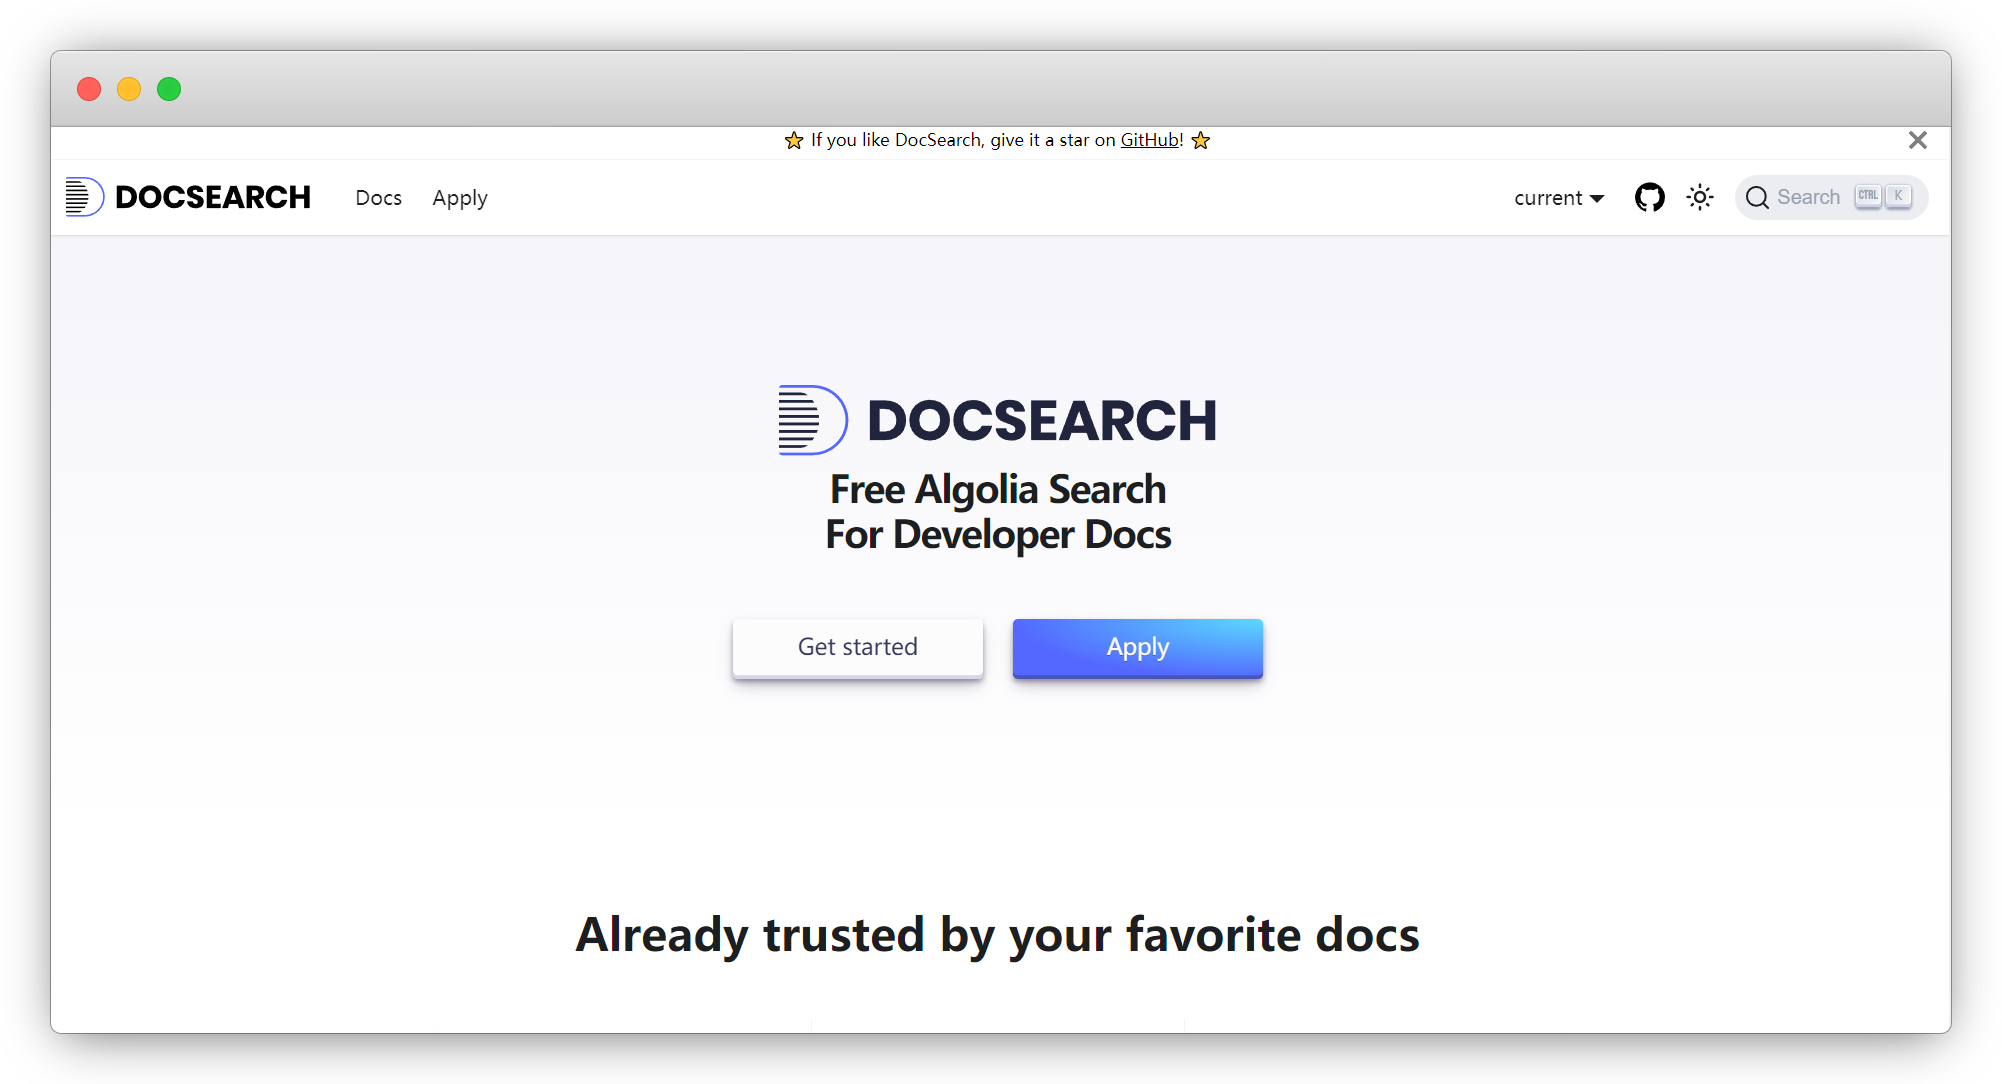 ⭐ If you like DocSearch, give it a star on GitHub! ⭐
DOCSEARCH Docs Apply current Search CTRL K
DOCSEARCH
Free Algolia Search
For Developer Docs
Get started Apply
Already trusted by your favorite docs